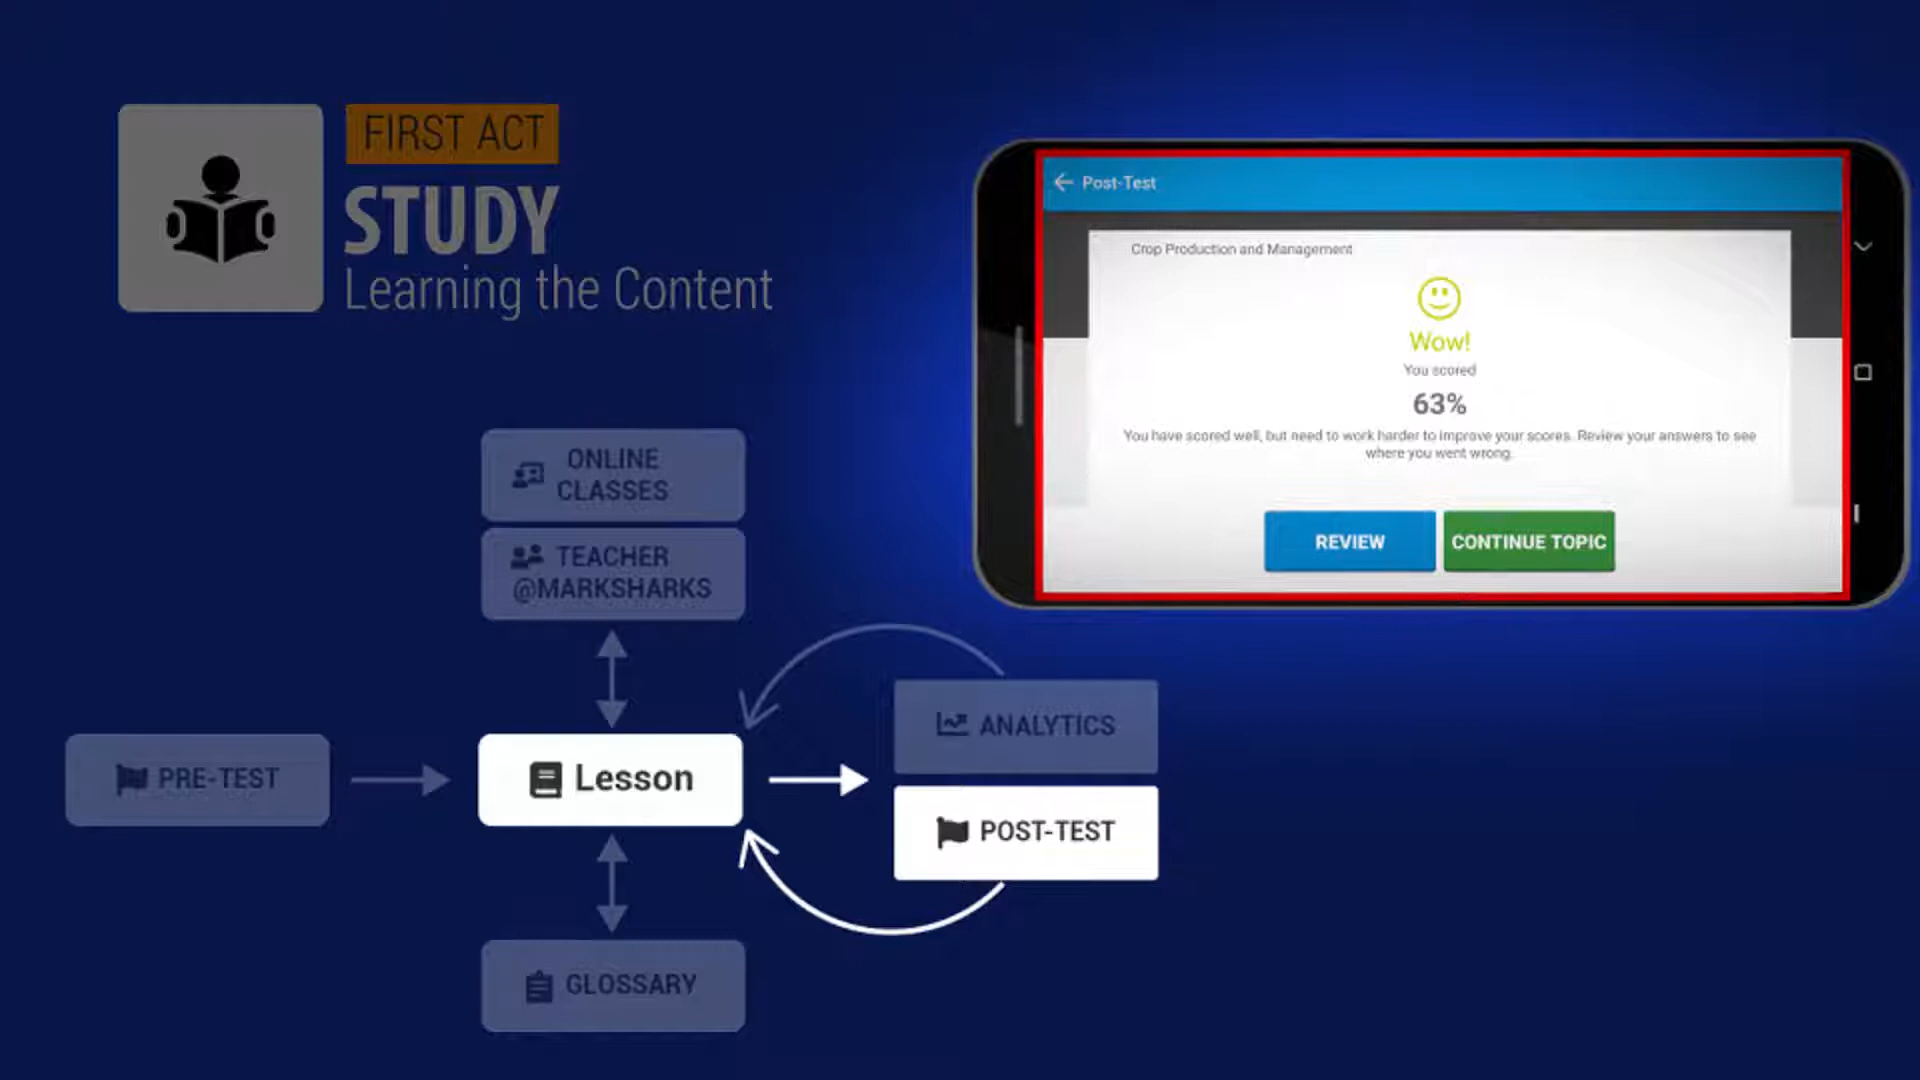 FIRST ACT
STUDY
Learning the Content
Post-Test
Crop Production and Management
Wow!
You scored
63%
You have scored well, but need to work harder to improve your scores. Review your answers to see
where you went wrong.
REVIEW
CONTINUE TOPIC
ONLINE
CLASSES
TEACHER
@MARKSHARKS
ANALYTICS
PRE-TEST
Lesson
POST-TEST
GLOSSARY